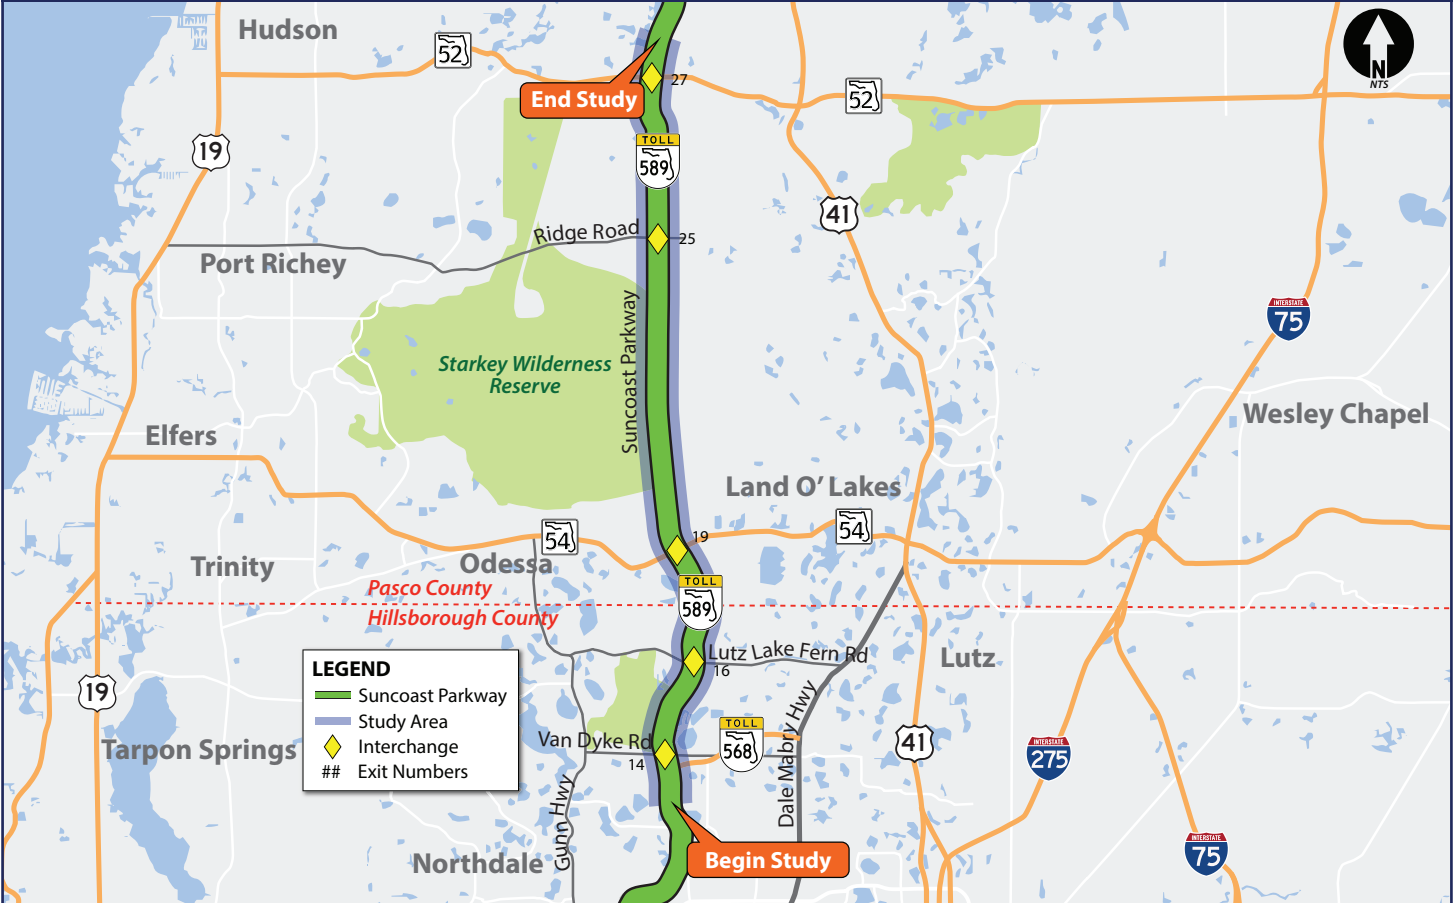 Hudson
52
27
End Study
N
NTS
52
19
TOLL
589
41
Ridge Road
25
Port Richey
INTERSTATE
75
Suncoast Parkway
Starkey Wilderness
Reserve
Wesley Chapel
Elfers
Land O' Lakes
54
19
54
Trinity
Odessa
Pasco County
TOLL
589
Hillsborough County
Lutz Lake Fern Rd
16
Lutz
LEGEND
Suncoast Parkway
Study Area
Interchange
## Exit Numbers
19
Tarpon Springs
Van Dyke Rd
14
TOLL
568
Dale Mabry Hwy
41
INTERSTATE
275
Gunn Hwy
Northdale
Begin Study
INTERSTATE
75